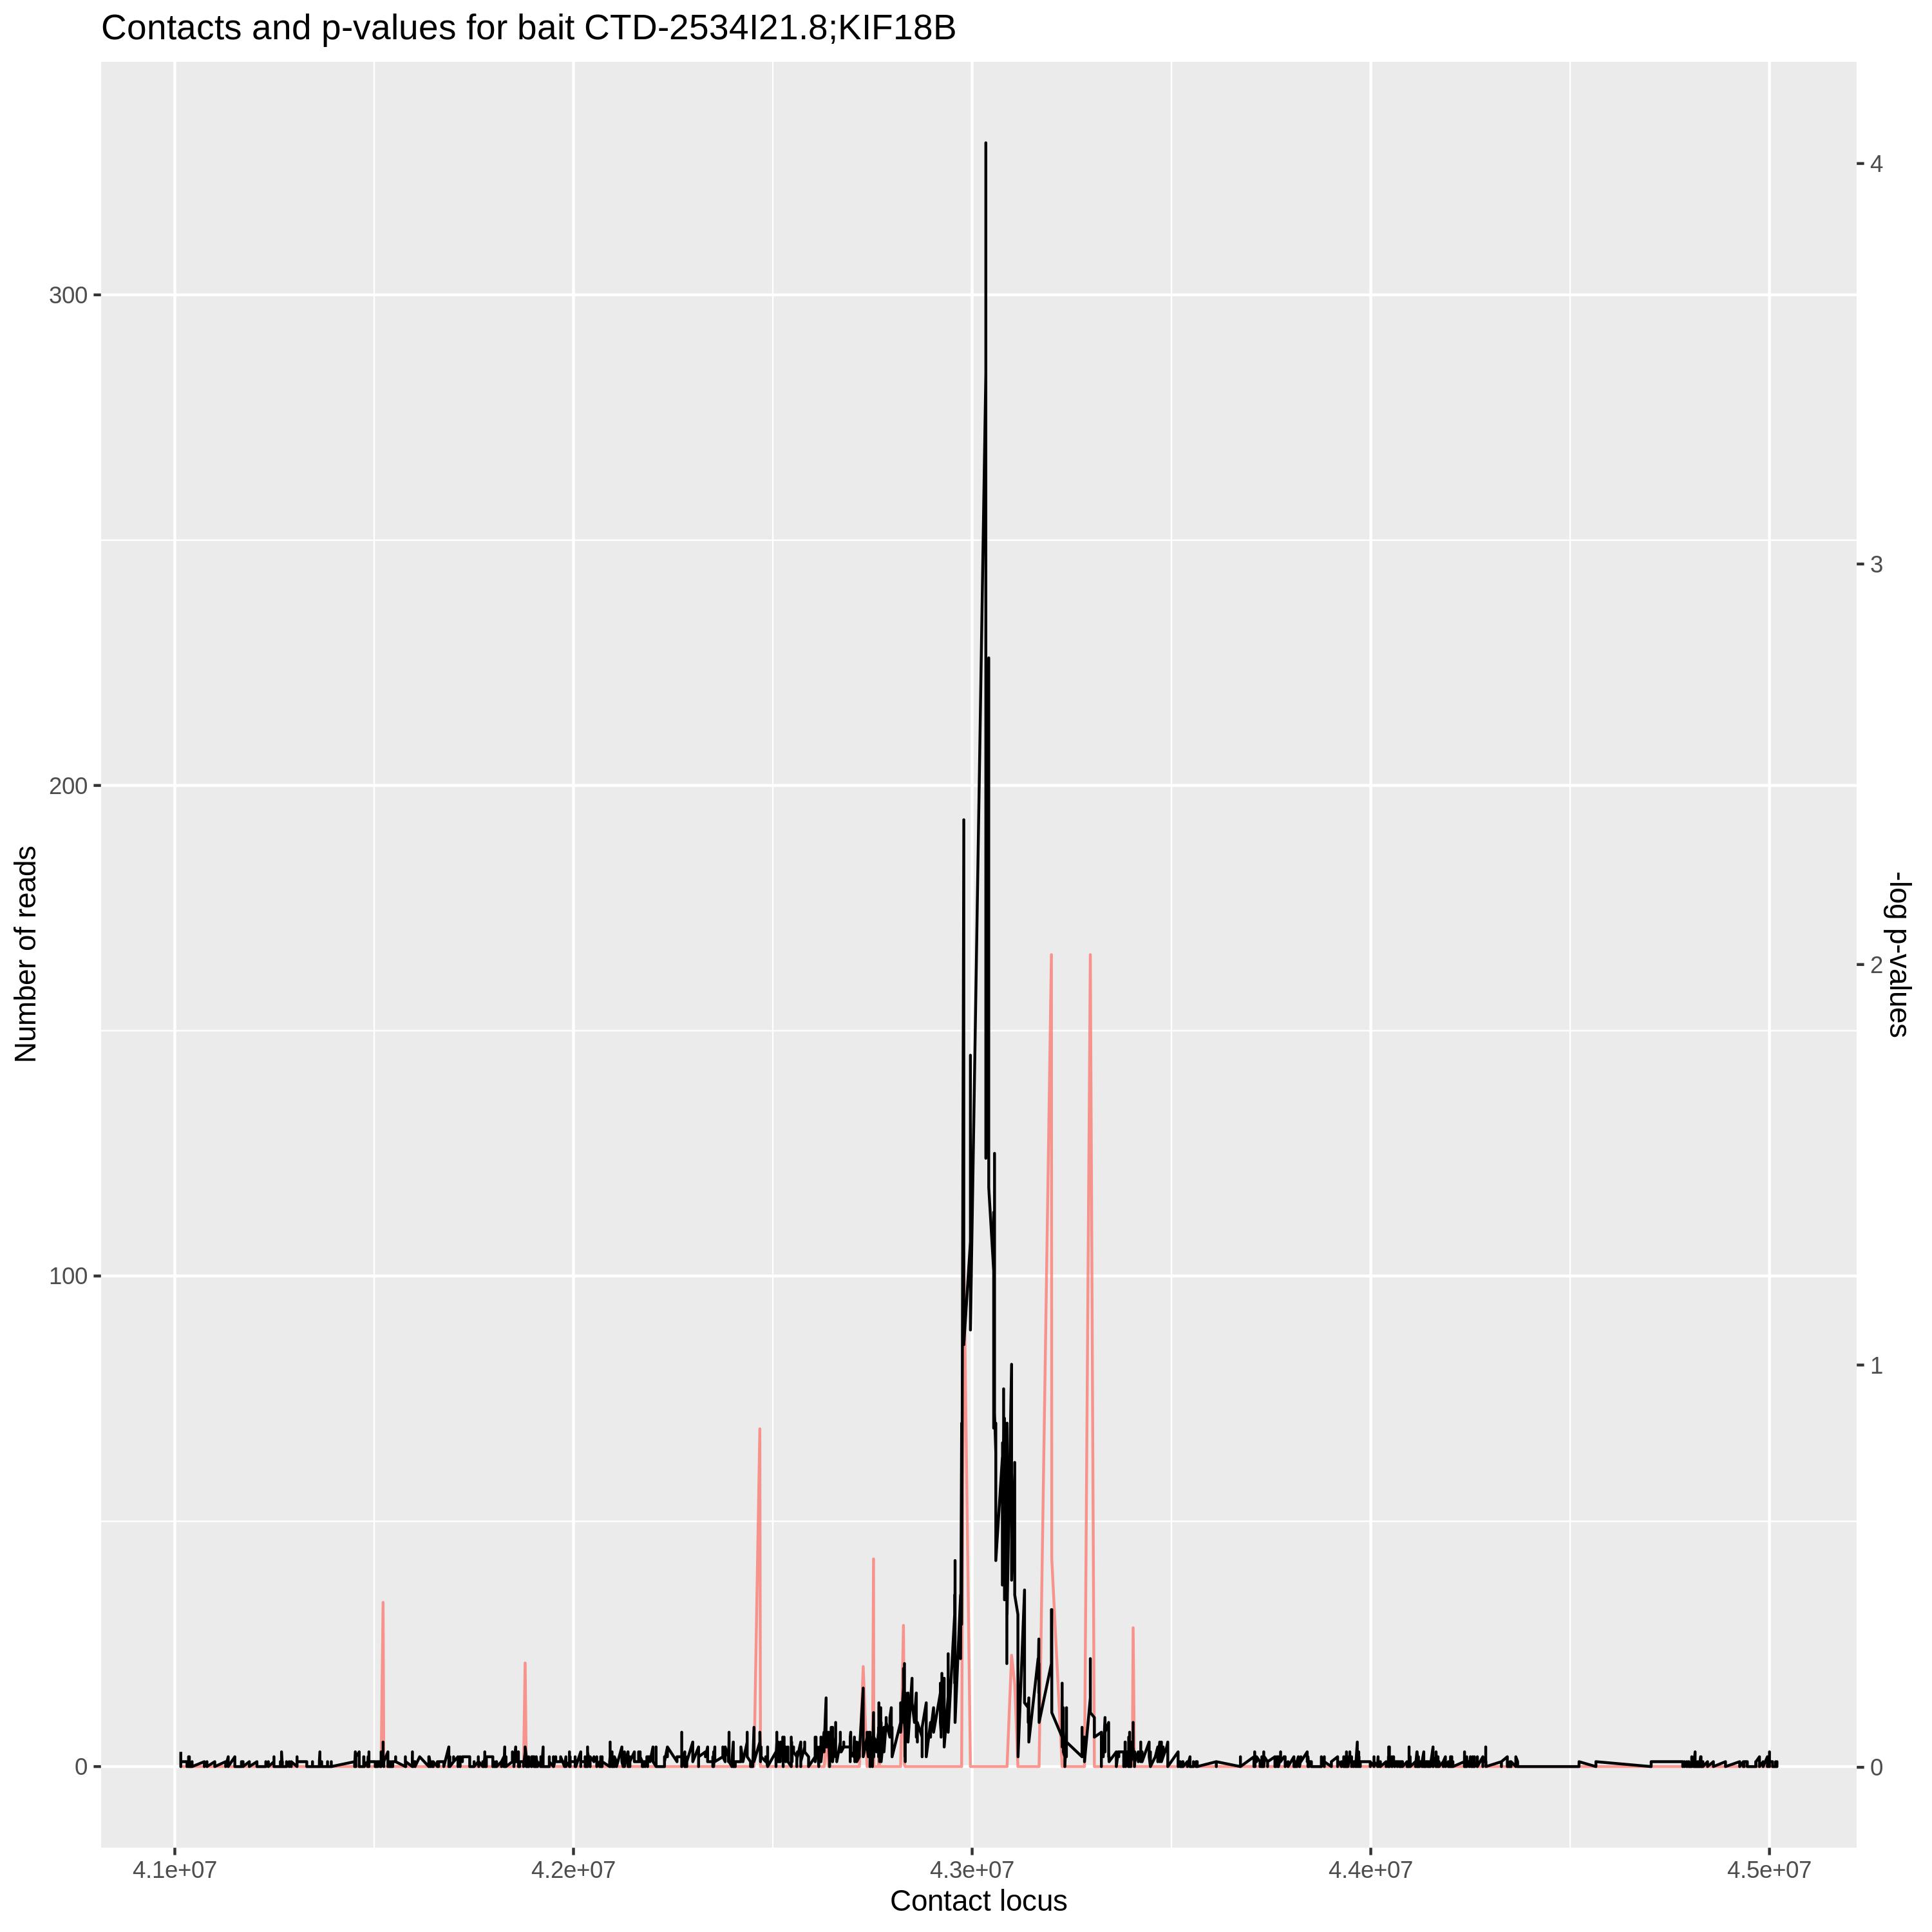 Contacts and p-values for bait CTD-2534I21.8;KIF18B
300
200
100
0
Number of reads
4
3
2
1
0
-log p-values
4.1e+07
4.2e+07
4.3e+07
4.4e+07
4.5e+07
Contact locus